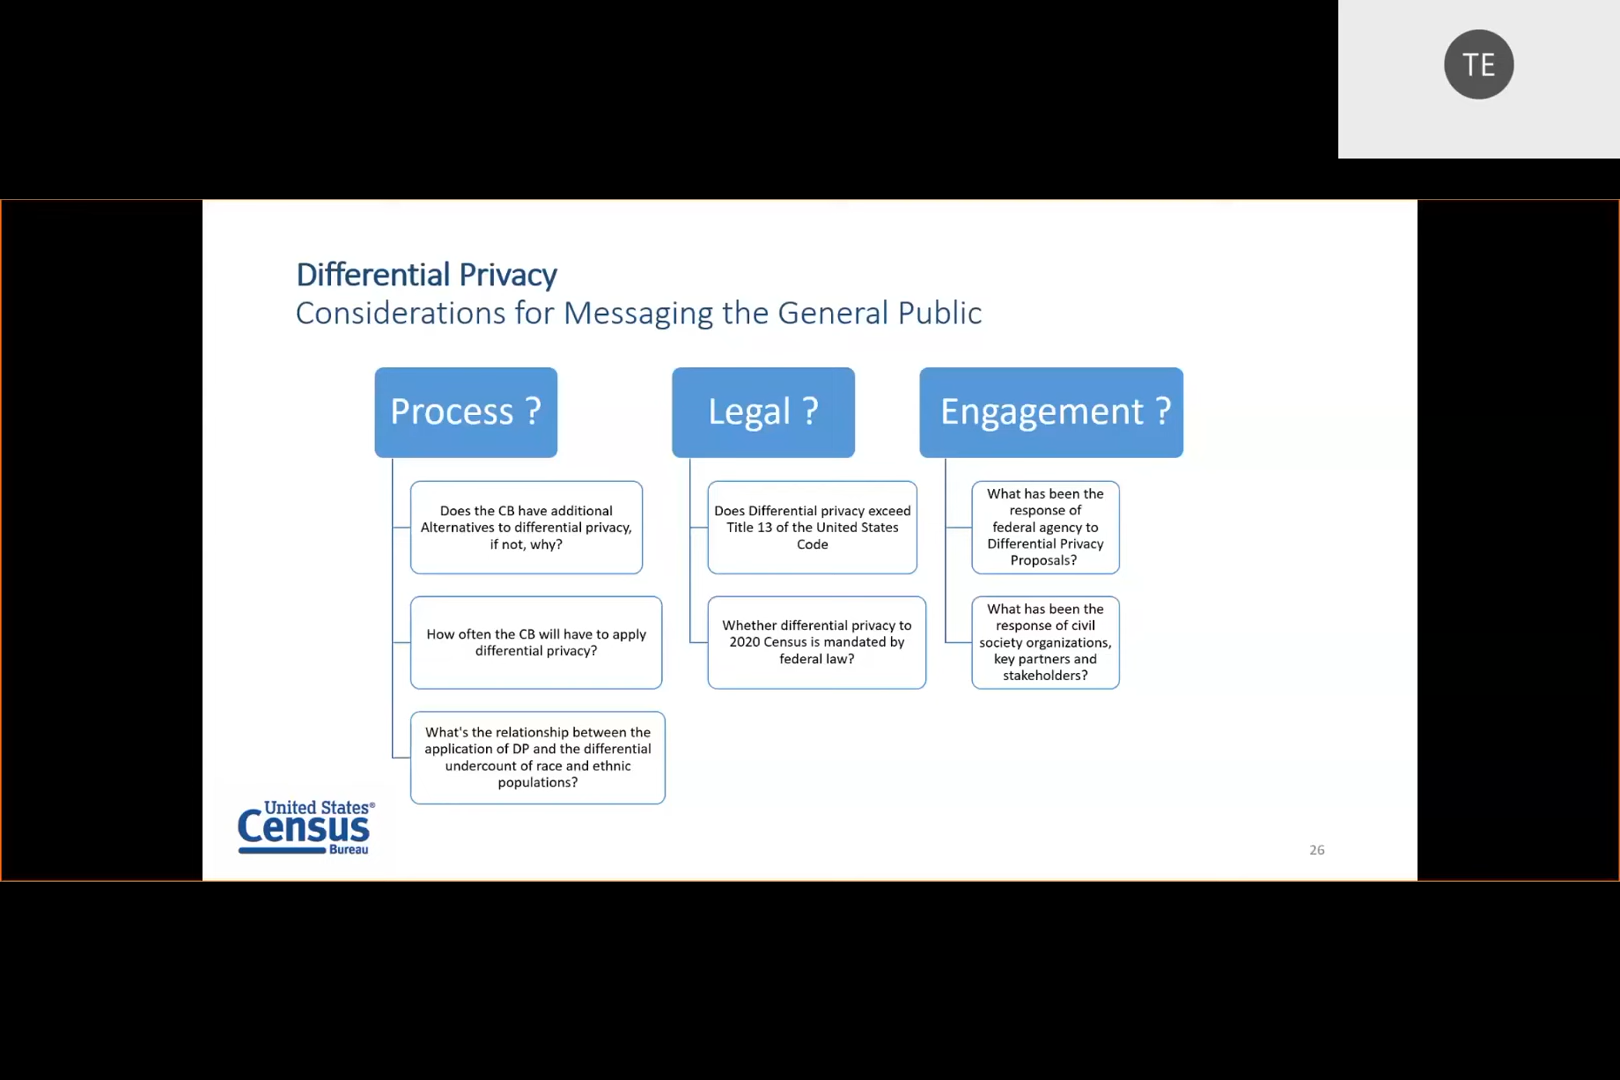 TE
Differential Privacy
Considerations for Messaging the General Public
Process ?
Does the CB have additional
Alternatives to differential privacy,
if not, why?
How often the CB will have to apply
differential privacy?
What's the relationship between the
application of DP and the differential
undercount of race and ethnic
populations?
Legal ?
Does Differential privacy exceed
Title 13 of the United States
Code
Whether differential privacy to
2020 Census is mandated by
federal law?
Engagement ?
What has been the
response of
federal agency to
Differential Privacy
Proposals?
What has been the
response of civil
society organizations,
key partners and
stakeholders?
United States®
Census
Bureau
26